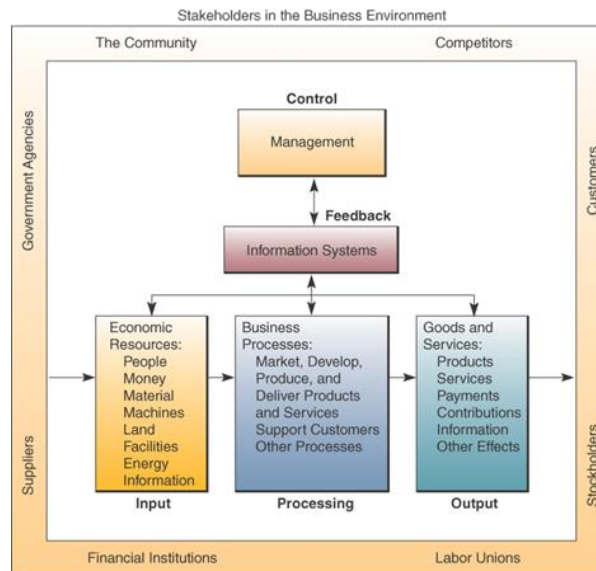 Stakeholders in the Business Environment
The Community
Competitors
Government Agencies
Customers
Control
Management
Feedback
Information Systems
Economic
Resources:
People
Money
Material
Machines
Land
Facilities
Energy
Information
Input
Business
Processes:
Market, Develop,
Produce, and
Deliver Products
and Services
Support Customers
Other Processes
Processing
Goods and
Services:
Products
Services
Payments
Contributions
Information
Other Effects
Output
Suppliers
Stockholders
Financial Institutions
Labor Unions